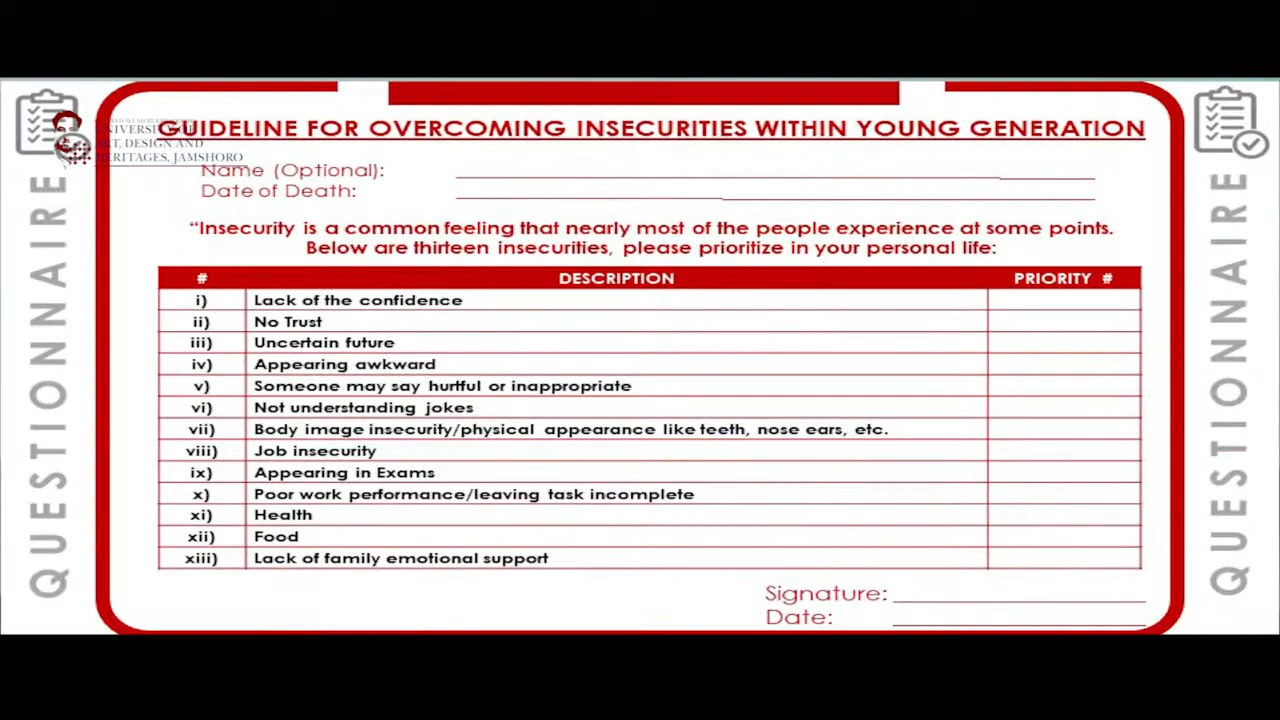 GUIDELINE FOR OVERCOMING INSECURITIES WITHIN YOUNG GENERATION
UNIVERSITY OF
ART, DESIGN AND
HERITAGES, JAMSHORO
Name (Optional):
Date of Death:
"Insecurity is a common feeling that nearly most of the people experience at some points.
Below are thirteen insecurities, please prioritize in your personal life:
# DESCRIPTION PRIORITY #
i) Lack of the confidence
ii) No Trust
iii) Uncertain future
iv) Appearing awkward
v) Someone may say hurtful or inappropriate
vi) Not understanding jokes
vii) Body image insecurity/physical appearance like teeth, nose ears, etc.
viii) Job insecurity
ix) Appearing in Exams
x) Poor work performance/leaving task incomplete
xi) Health
xii) Food
xiii) Lack of family emotional support
Signature:
Date:
QUESTIONNAIRE
QUESTIONNAIRE